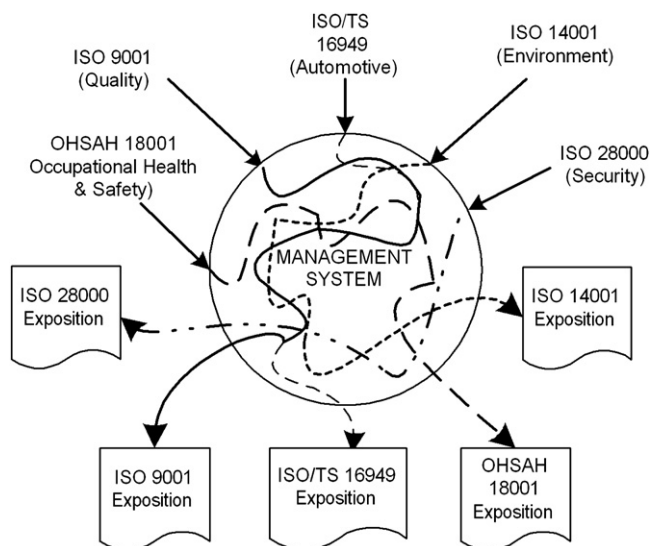 ISO/TS
16949
(Automotive)
ISO 9001
(Quality)
ISO 14001
(Environment)
OHSAH 18001
Occupational Health
& Safety)
ISO 28000
(Security)
MANAGEMENT
SYSTEM
ISO 28000
Exposition
ISO 14001
Exposition
ISO 9001
Exposition
ISO/TS 16949
Exposition
OHSAH
18001
Exposition